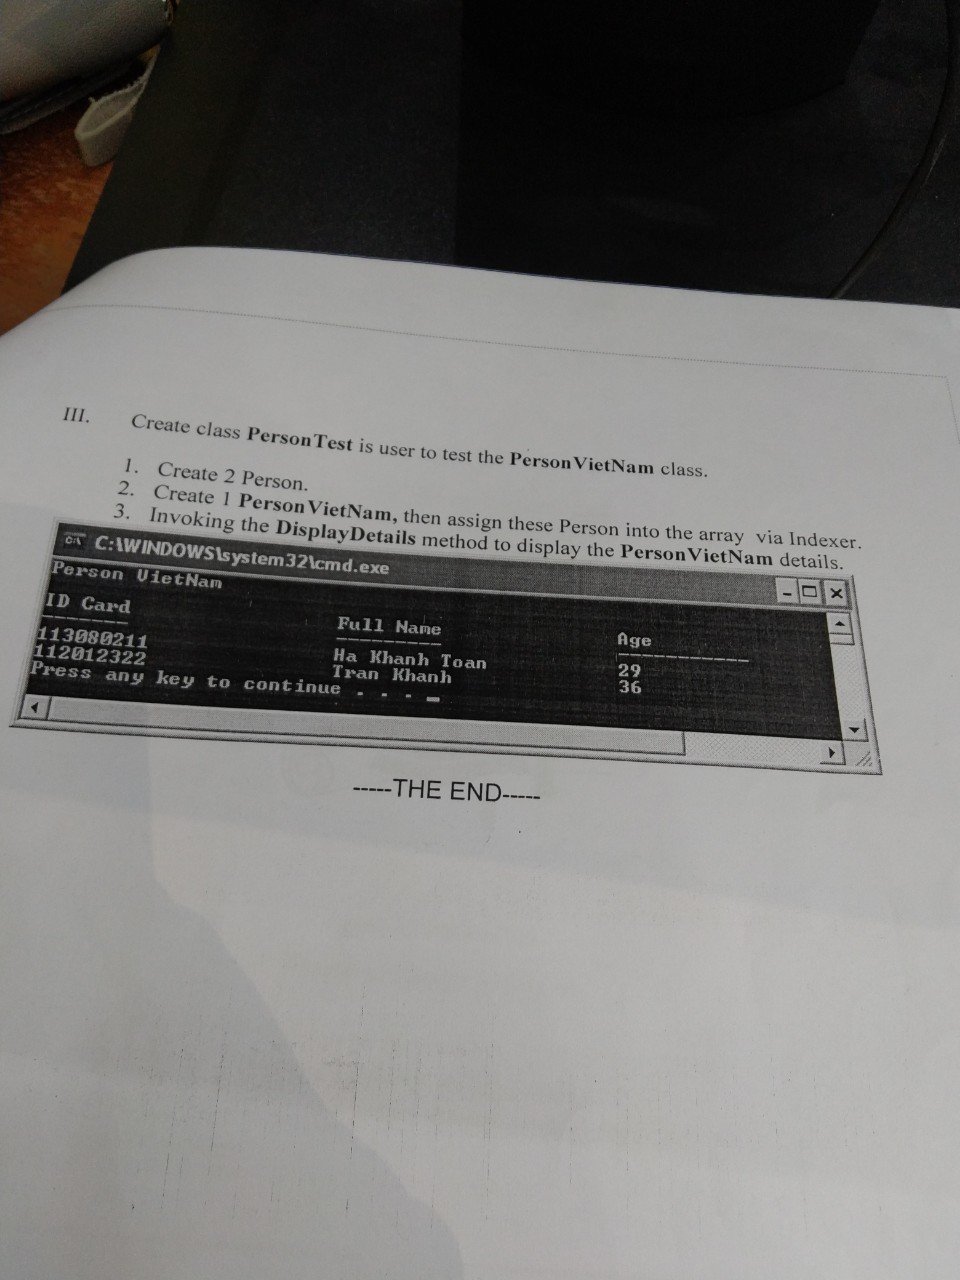 III. Create class PersonTest is user to test the PersonVietNam class.
1. Create 2 Person.
2. Create 1 PersonVietNam, then assign these Person into the array via Indexer.
3. Invoking the DisplayDetails method to display the PersonVietNam details.
C:\WINDOWS\system32\cmd.exe
Person VietNam
ID Card Full Name Age
113080211 Ha Khanh Toan 29
112012322 Tran Khanh 36
Press any key to continue . . . _
-----THE END-----